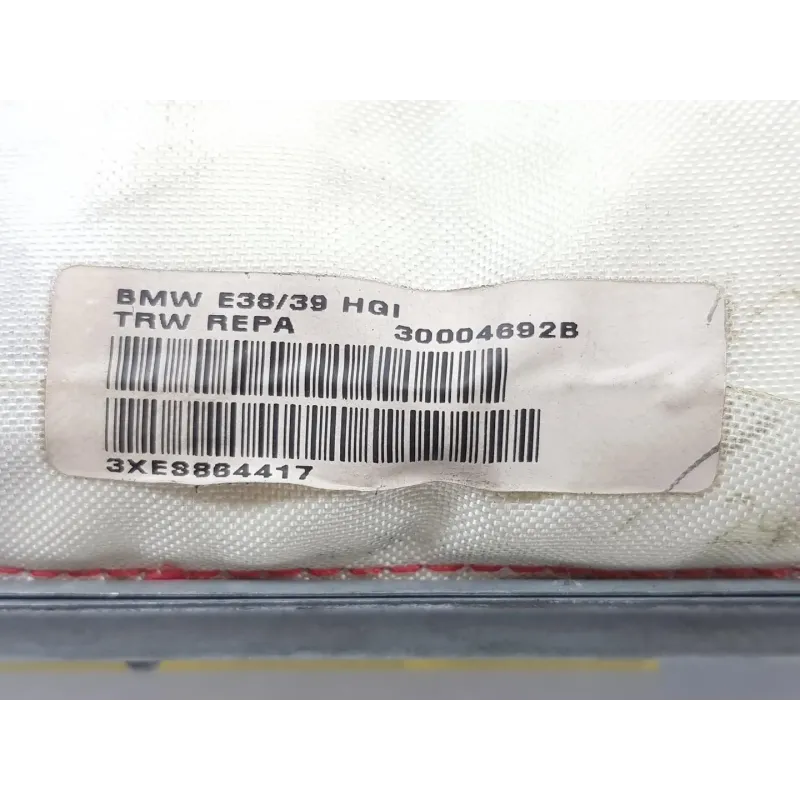 BMW E38/39 HQI
TRW REPA 30004692B
3XES864417